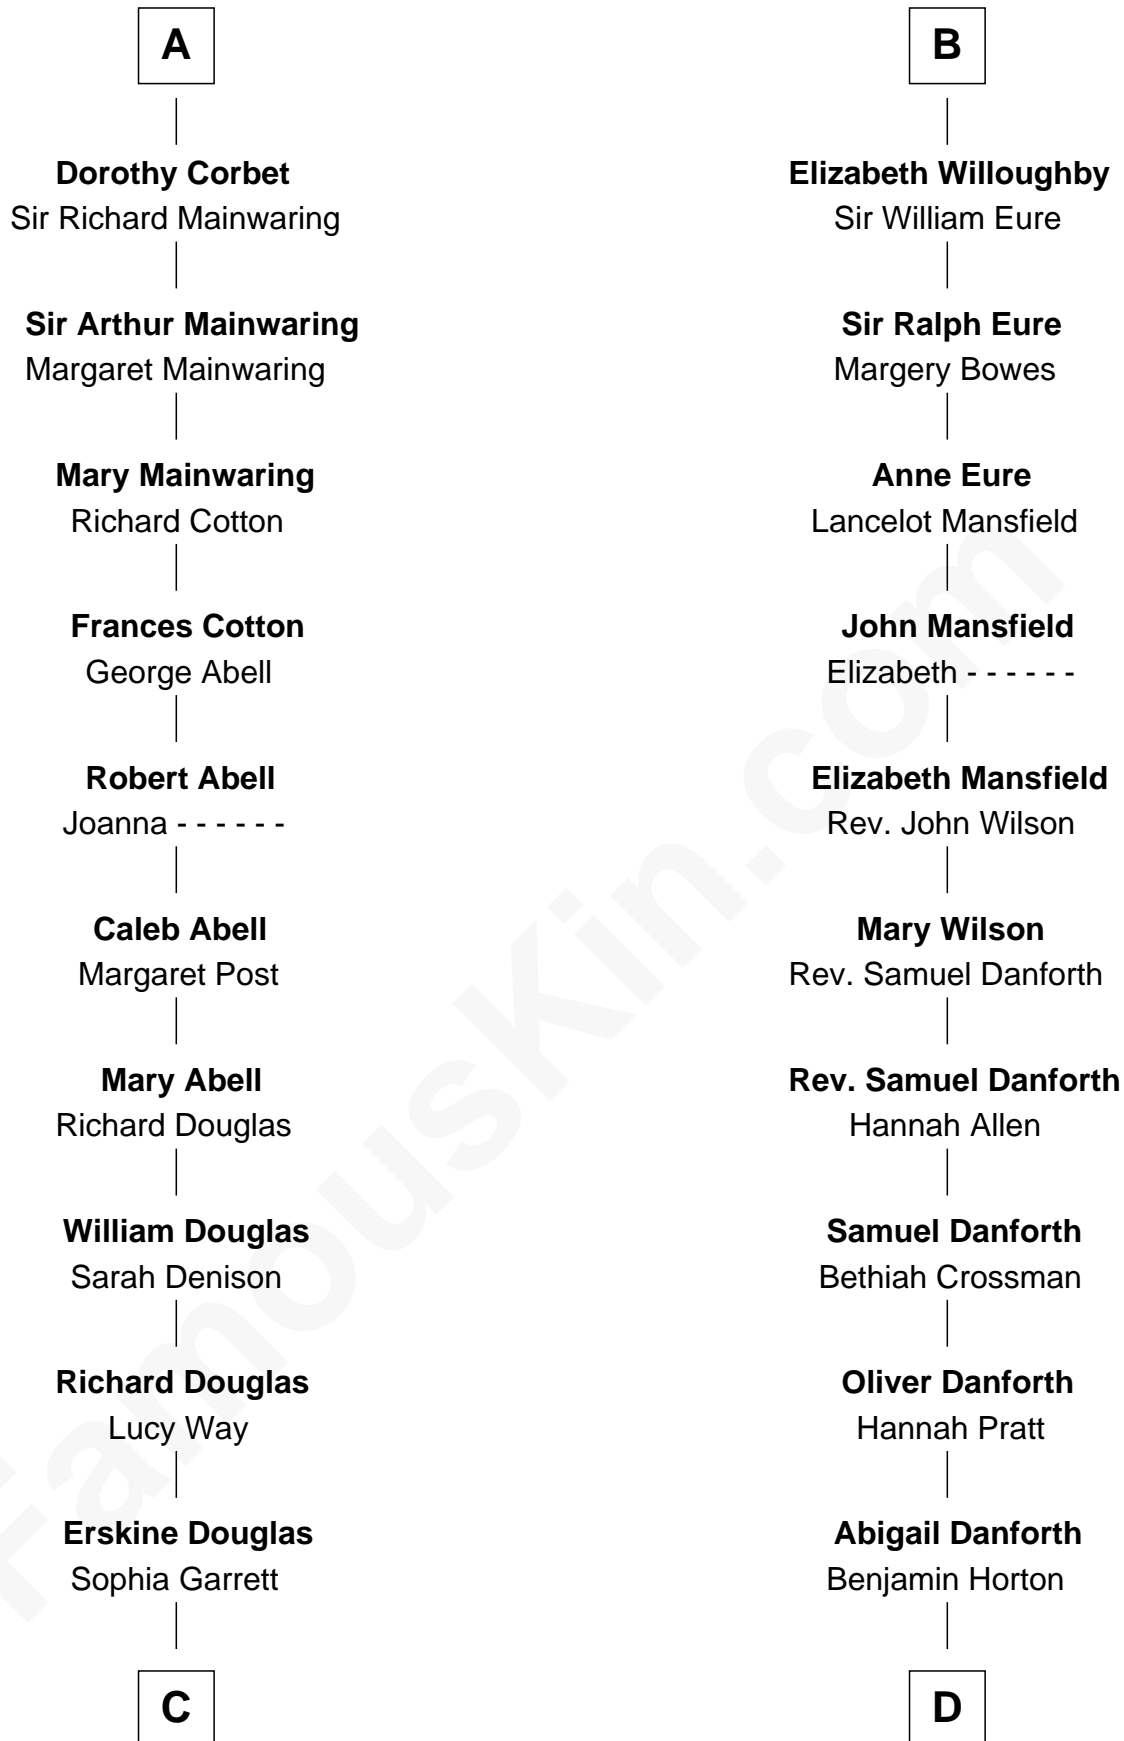 A
Dorothy Corbet
Sir Richard Mainwaring
Sir Arthur Mainwaring
Margaret Mainwaring
Mary Mainwaring
Richard Cotton
Frances Cotton
George Abell
Robert Abell
Joanna - - - - - -
Caleb Abell
Margaret Post
Mary Abell
Richard Douglas
William Douglas
Sarah Denison
Richard Douglas
Lucy Way
Erskine Douglas
Sophia Garrett
C
B
Elizabeth Willoughby
Sir William Eure
Sir Ralph Eure
Margery Bowes
Anne Eure
Lancelot Mansfield
John Mansfield
Elizabeth - - - - - -
Elizabeth Mansfield
Rev. John Wilson
Mary Wilson
Rev. Samuel Danforth
Rev. Samuel Danforth
Hannah Allen
Samuel Danforth
Bethiah Crossman
Oliver Danforth
Hannah Pratt
Abigail Danforth
Benjamin Horton
D
FamousKin.com